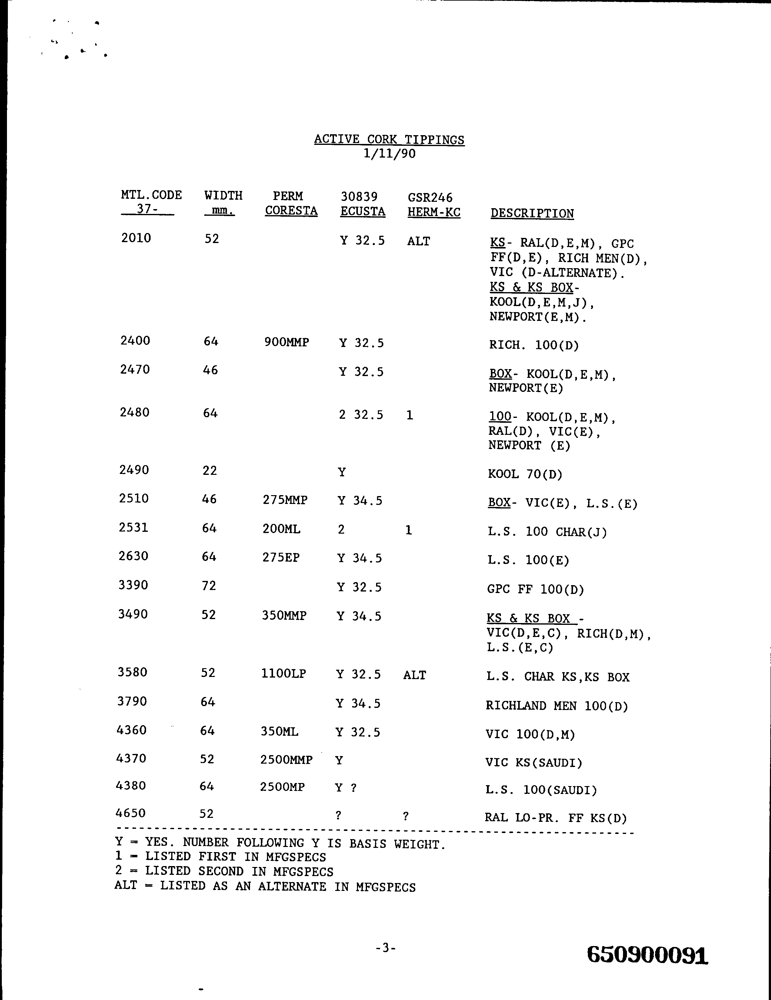 ACTIVE CORK TIPPINGS
1/11/90
MTL.CODE WIDTH PERM 30839 GSR246
37- mm. CORESTA ECUSTA HERM-KC DESCRIPTION
2010 52 Y 32.5 ALT KS- RAL(D,E,M), GPC
FF(D,E), RICH MEN(D),
VIC (D-ALTERNATE).
KS & KS BOX-
KOOL(D,E,M,J),
NEWPORT(E,M).
2400 64 900MMP Y 32.5 RICH. 100(D)
2470 46 Y 32.5 BOX- KOOL(D,E,M),
NEWPORT(E)
2480 64 2 32.5 1 100- KOOL(D,E,M),
RAL(D), VIC(E),
NEWPORT (E)
2490 22 Y KOOL 70(D)
2510 46 275MMP Y 34.5 BOX- VIC(E), L.S.(E)
2531 64 200ML 2 1 L.S. 100 CHAR(J)
2630 64 275EP Y 34.5 L.S. 100(E)
3390 72 Y 32.5 GPC FF 100(D)
3490 52 350MMP Y 34.5 KS & KS BOX -
VIC(D,E,C), RICH(D,M),
L.S.(E,C)
3580 52 1100LP Y 32.5 ALT L.S. CHAR KS,KS BOX
3790 64 Y 34.5 RICHLAND MEN 100(D)
4360 64 350ML Y 32.5 VIC 100(D,M)
4370 52 2500MMP Y VIC KS(SAUDI)
4380 64 2500MP Y ? L.S. 100(SAUDI)
4650 52 ? ? RAL LO-PR. FF KS(D)
Y = YES. NUMBER FOLLOWING Y IS BASIS WEIGHT.
1 = LISTED FIRST IN MFGSPECS
2 = LISTED SECOND IN MFGSPECS
ALT = LISTED AS AN ALTERNATE IN MFGSPECS
-3-
650900091